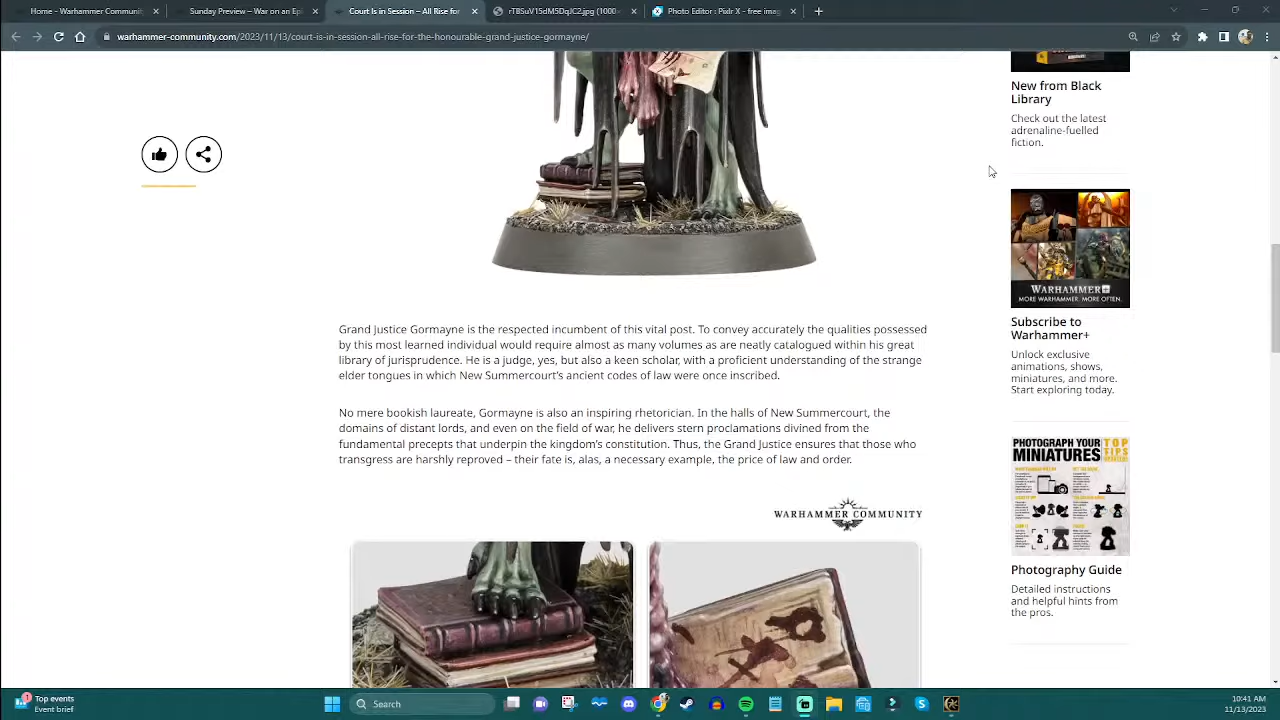 Home - Warhammer Communit
Sunday Preview – War on an Epi
Court Is in Session – All Rise for
rTBSuV15dM5DqJC2.jpg (1000×
Photo Editor : Pixlr X - free imag
warhammer-community.com/2023/11/13/court-is-in-session-all-rise-for-the-honourable-grand-justice-gormayne/
Grand Justice Gormayne is the respected incumbent of this vital post. To convey accurately the qualities possessed
by this most learned individual would require almost as many volumes as are neatly catalogued within his great
library of jurisprudence. He is a judge, yes, but also a keen scholar, with a proficient understanding of the strange
elder tongues in which New Summercourt's ancient codes of law were once inscribed.
No mere bookish laureate, Gormayne is also an inspiring rhetorician. In the halls of New Summercourt, the
domains of distant lords, and even on the field of war, he delivers stern proclamations divined from the
fundamental precepts that underpin the kingdom's constitution. Thus, the Grand Justice ensures that those who
transgress are harshly reproved – their fate is, alas, a necessary example, the price of law and order.
WARHAMMER COMMUNITY
New from Black
Library
Check out the latest
adrenaline-fuelled
fiction.
WARHAMMER+
MORE WARHAMMER. MORE OFTEN.
Subscribe to
Warhammer+
Unlock exclusive
animations, shows,
miniatures, and more.
Start exploring today.
PHOTOGRAPH YOUR
MINIATURES
TOP
TIPS
Photography Guide
Detailed instructions
and helpful hints from
the pros.
1
Top events
Event brief
Search
10:41 AM
11/13/2023